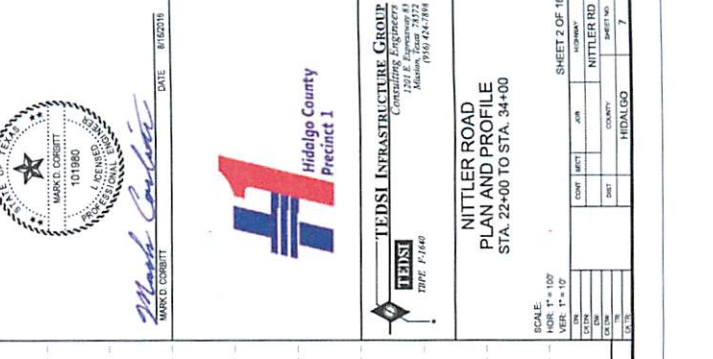 STATE OF TEXAS
MARK D. CORBITT
101980
LICENSED
PROFESSIONAL ENGINEER
Mark Corbitt
MARK D. CORBITT
DATE 8/16/2016
Hidalgo County
Precinct 1
TEDSI INFRASTRUCTURE GROUP
Consulting Engineers
1201 E. Expressway 83
Mission, Texas 78572
(956) 424-7898
TEDSI
TBPE F-1640
NITTLER ROAD
PLAN AND PROFILE
STA. 22+00 TO STA. 34+00
SCALE:
HOR: 1" = 100'
VER: 1" = 10'
SHEET 2 OF 16
DN:
CK DN:
DW:
CK DW:
TR:
CK TR:
CONT SECT JOB HIGHWAY
NITTLER RD
DIST COUNTY SHEET NO.
HIDALGO 7